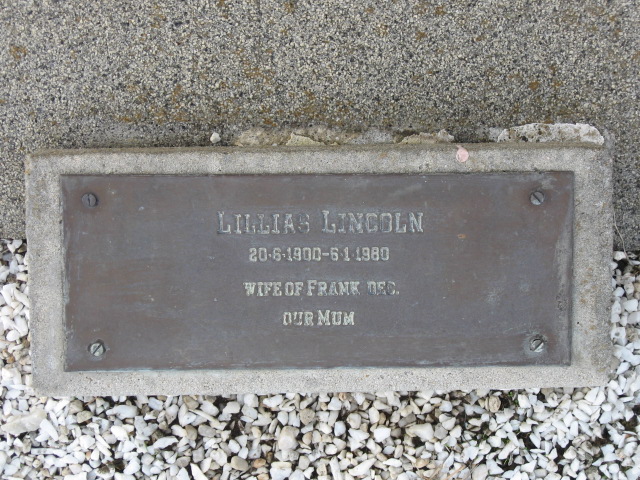 LILLIAS LINCOLN
20·6·1900-6·1·1980
WIFE OF FRANK DEC.
OUR MUM